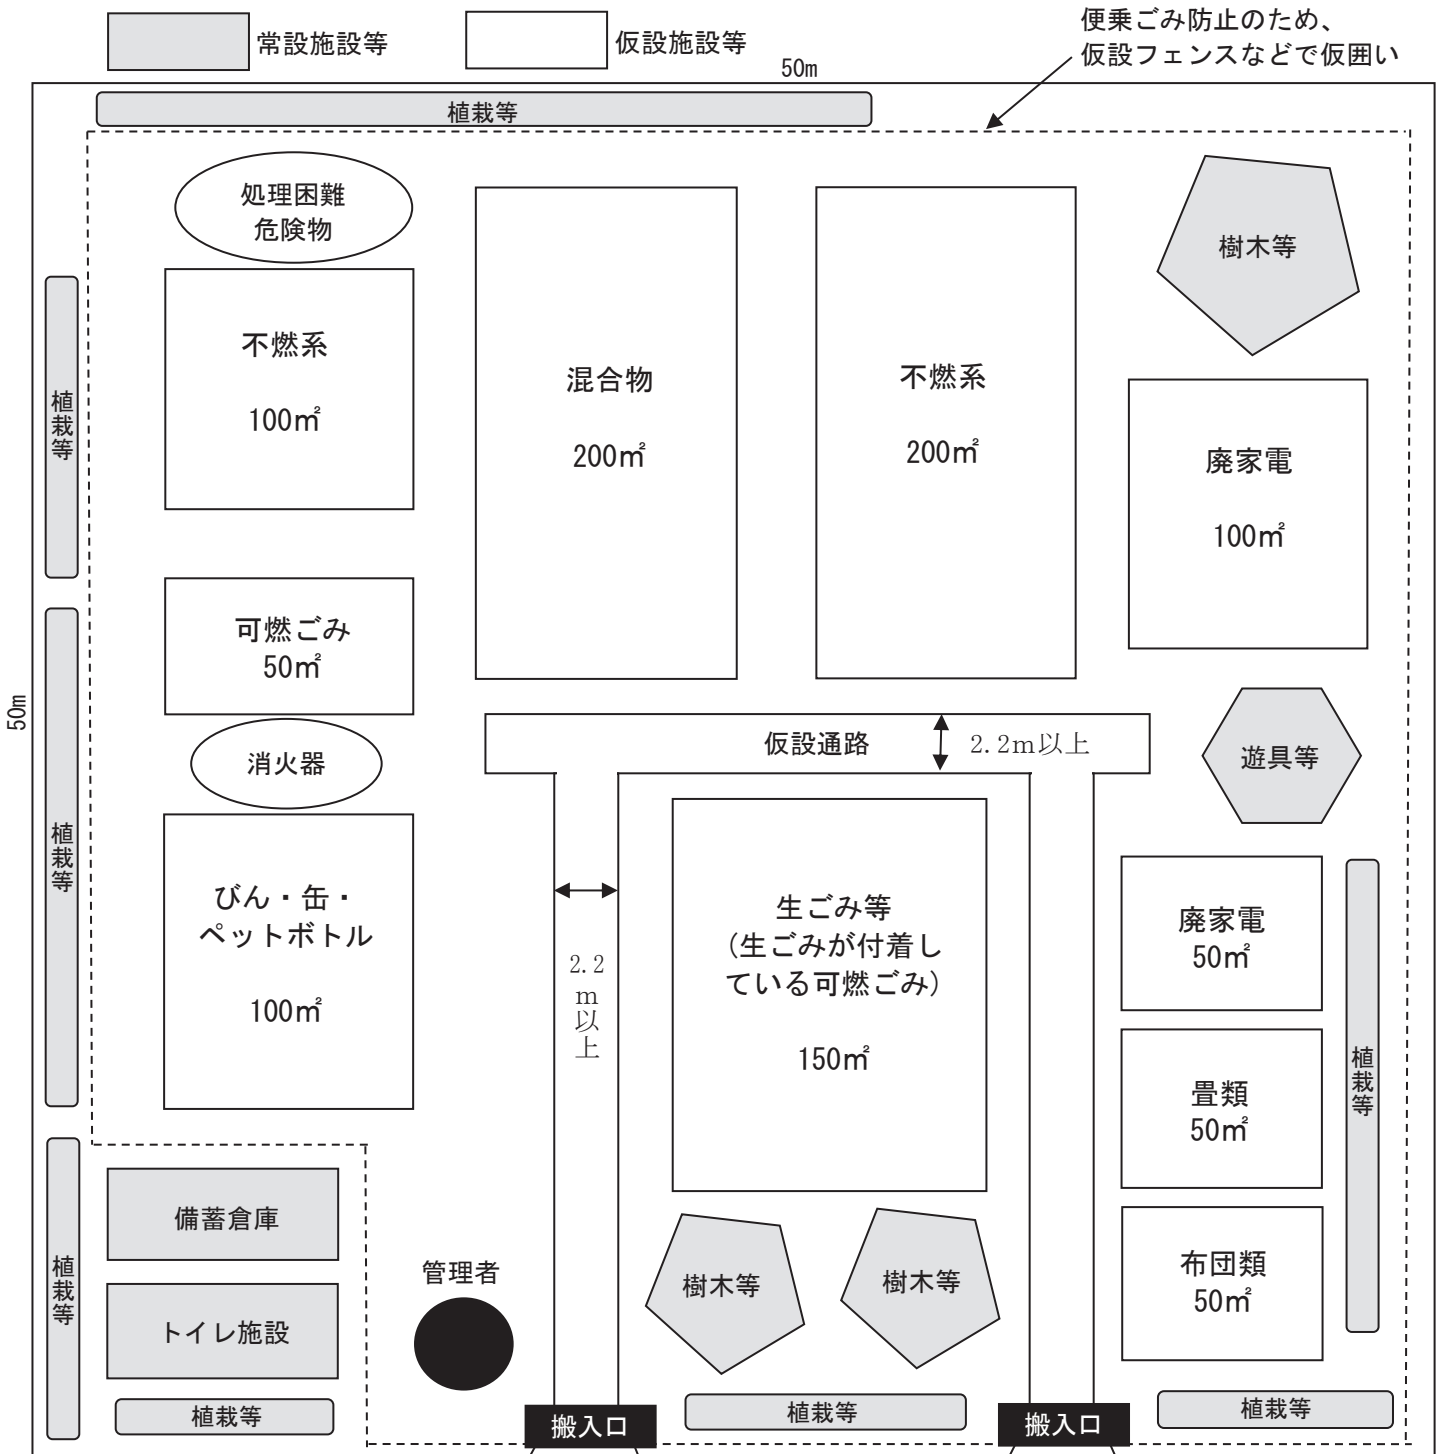 常設施設等
仮設施設等
便乗ごみ防止のため、
仮設フェンスなどで仮囲い
50m
植栽等
処理困難
危険物
樹木等
不燃系
100㎡
混合物
200㎡
不燃系
200㎡
植栽等
廃家電
100㎡
可燃ごみ
50㎡
50m
仮設通路
2.2m以上
消火器
遊具等
植栽等
びん・缶・
ペットボトル
100㎡
2.2
m
以
上
生ごみ等
（生ごみが付着し
ている可燃ごみ）
150㎡
廃家電
50㎡
畳類
50㎡
植栽等
布団類
50㎡
備蓄倉庫
トイレ施設
植栽等
管理者
樹木等
樹木等
植栽等
搬入口
植栽等
搬入口
植栽等